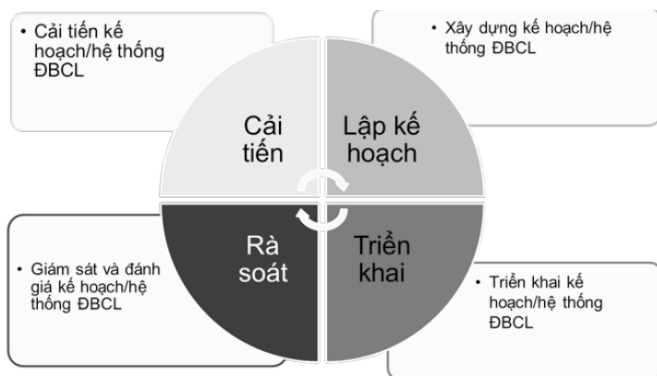 • Cải tiến kế
hoạch/hệ thống
ĐBCL
• Xây dựng kế hoạch/hệ
thống ĐBCL
Cải
tiến
Lập kế
hoạch
Rà
soát
Triển
khai
• Giám sát và đánh
giá kế hoạch/hệ
thống ĐBCL
• Triển khai kế
hoạch/hệ thống
ĐBCL